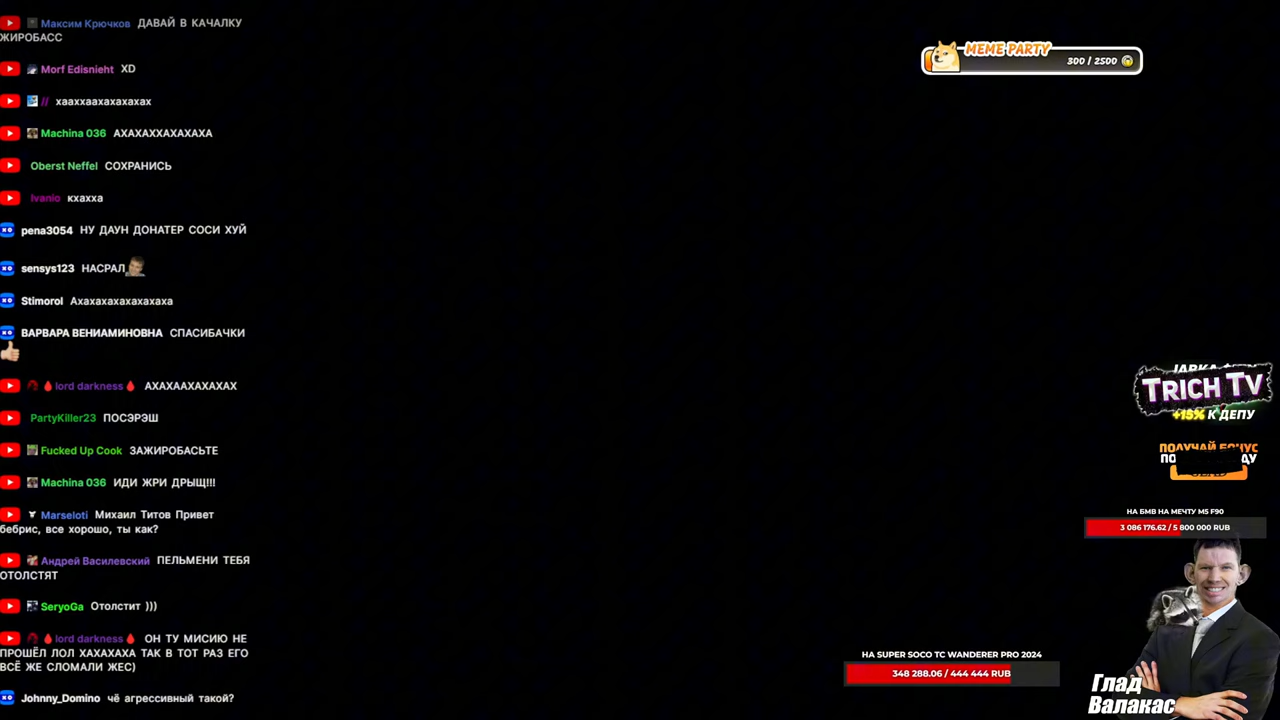 Максим Крючков ДАВАЙ В КАЧАЛКУ
ЖИРОБАСС
Morf Edisnieht XD
// хааххаахахахахах
Machina 036 АХАХАХХАХАХАХА
Oberst Neffel СОХРАНИСЬ
Ivanio кхахха
pena3054 НУ ДАУН ДОНАТЕР СОСИ ХУЙ
sensys123 НАСРАЛ
Stimorol Ахахахахахахаха
ВАРВАРА ВЕНИАМИНОВНА СПАСИБАЧКИ
lord darkness АХАХААХАХАХАХ
PartyKiller23 ПОСЭРЭШ
Fucked Up Cook ЗАЖИРОБАСЬТЕ
Machina 036 ИДИ ЖРИ ДРЫЩ!!!
Marseloti Михаил Титов Привет
бебрис, все хорошо, ты как?
Андрей Василевский ПЕЛЬМЕНИ ТЕБЯ
ОТОЛСТЯТ
SeryoGa Отолстит )))
lord darkness ОН ТУ МИСИЮ НЕ
ПРОШЁЛ ЛОЛ ХАХАХАХА ТАК В ТОТ РАЗ ЕГО
ВСЁ ЖЕ СЛОМАЛИ ЖЕС)
Johnny_Domino чё агрессивный такой?
MEME PARTY
300 / 2500
TRICH TV
+15% К ДЕПУ
ПОЛУЧАЙ БОНУС
НА БМВ НА МЕЧТУ M5 F90
3 086 176.62 / 5 800 000 RUB
НА SUPER SOCO TC WANDERER PRO 2024
348 288.06 / 444 444 RUB
Глад
Валакас